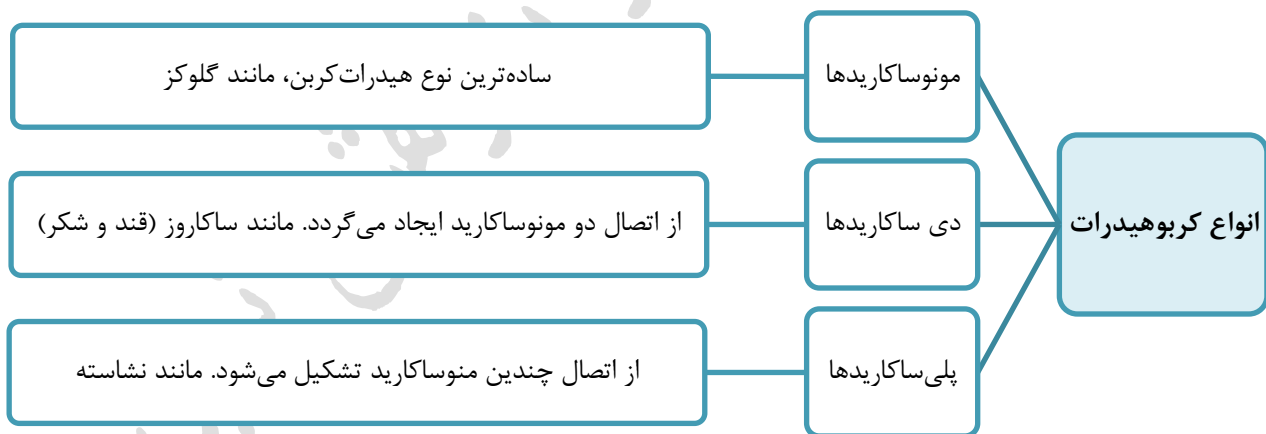 انواع کربوهیدرات
مونوساکاریدها
ساده‌ترین نوع هیدرات‌کربن، مانند گلوکز
دی ساکاریدها
از اتصال دو مونوساکارید ایجاد می‌گردد. مانند ساکاروز (قند و شکر)
پلی‌ساکاریدها
از اتصال چندین منوساکارید تشکیل می‌شود. مانند نشاسته